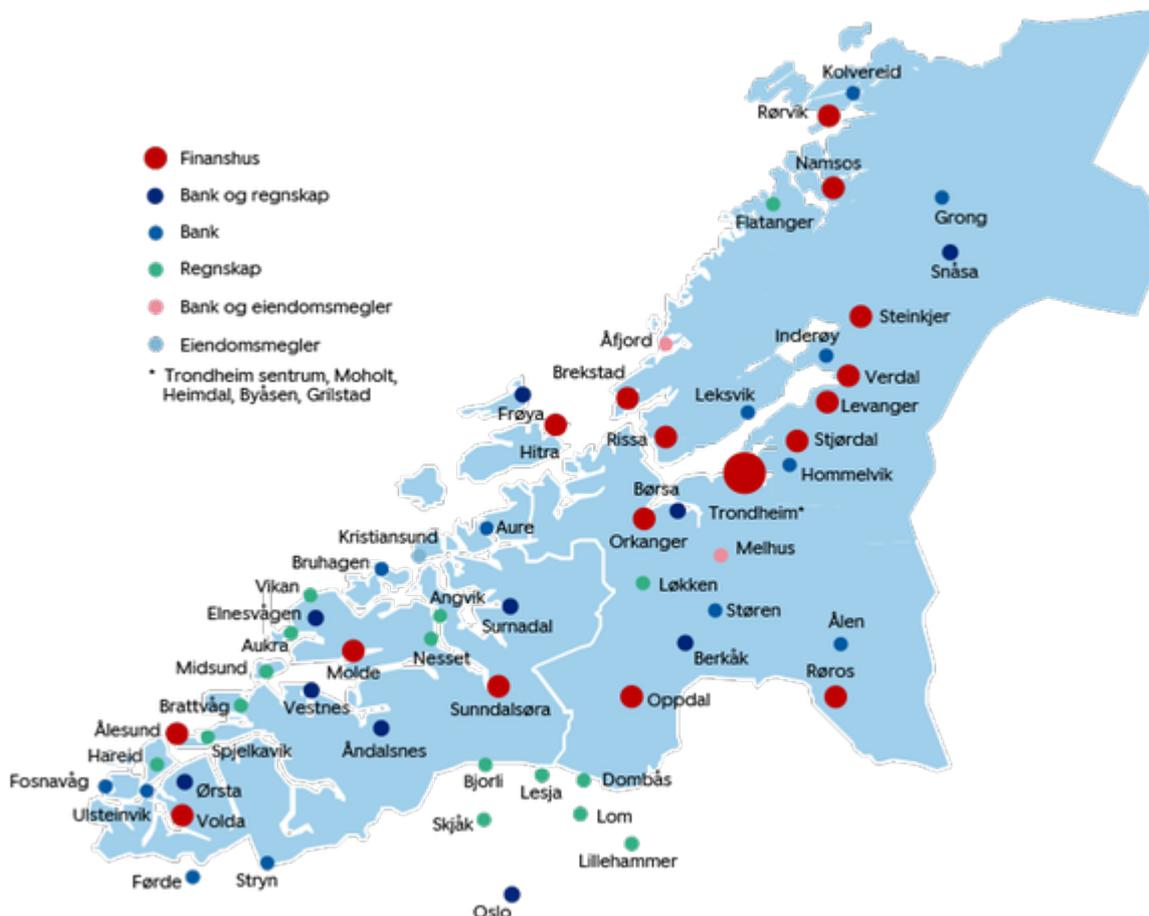 Kolvereid
Rørvik
Finanshus
Namsos
Bank og regnskap
Flatanger
Grong
Bank
Regnskap
Snåsa
Bank og eiendomsmegler
Steinkjer
Eiendomsmegler
Åfjord
Inderøy
* Trondheim sentrum, Moholt,
Heimdal, Byåsen, Grilstad
Brekstad
Verdal
Leksvik
Levanger
Frøya
Rissa
Stjørdal
Hitra
Hommelvik
Børsa
Trondheim*
Aure
Kristiansund
Orkanger
Melhus
Bruhagen
Vikan
Løkken
Angvik
Elnesvågen
Støren
Surnadal
Ålen
Aukra
Nesset
Berkåk
Midsund
Molde
Røros
Brattvåg
Vestnes
Sunndalsøra
Oppdal
Ålesund
Spjelkavik
Åndalsnes
Hareid
Fosnavåg
Bjorli
Lesja
Dombås
Ørsta
Ulsteinvik
Volda
Skjåk
Lom
Lillehammer
Førde
Stryn
Oslo